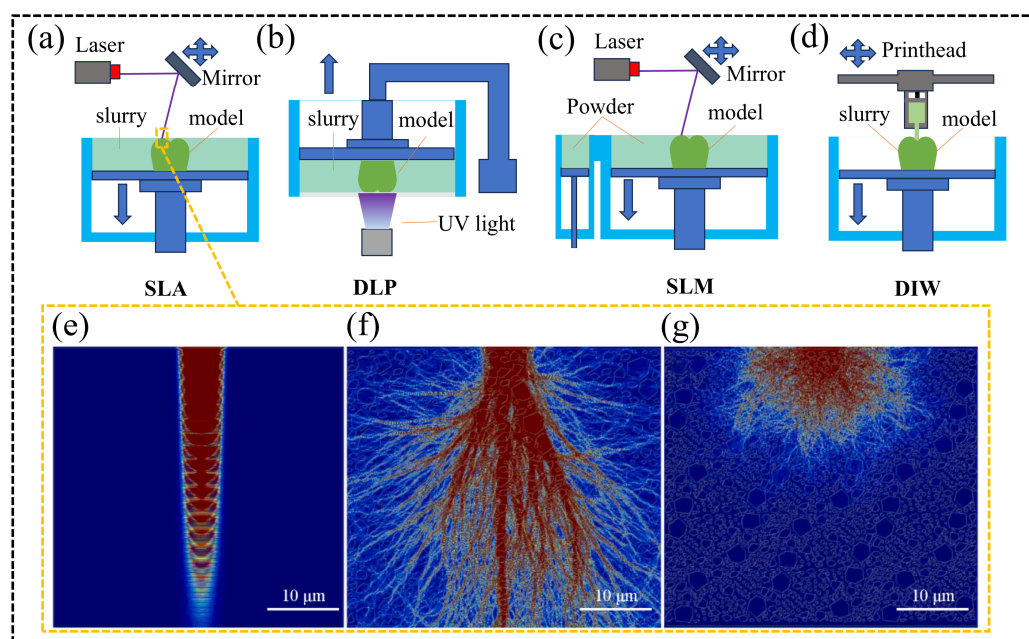 (a)
Laser
Mirror
slurry
model
SLA
(b)
slurry
model
UV light
DLP
(c)
Laser
Mirror
Powder
model
SLM
(d)
Printhead
slurry
model
DIW
(e)
10 μm
(f)
10 μm
(g)
10 μm